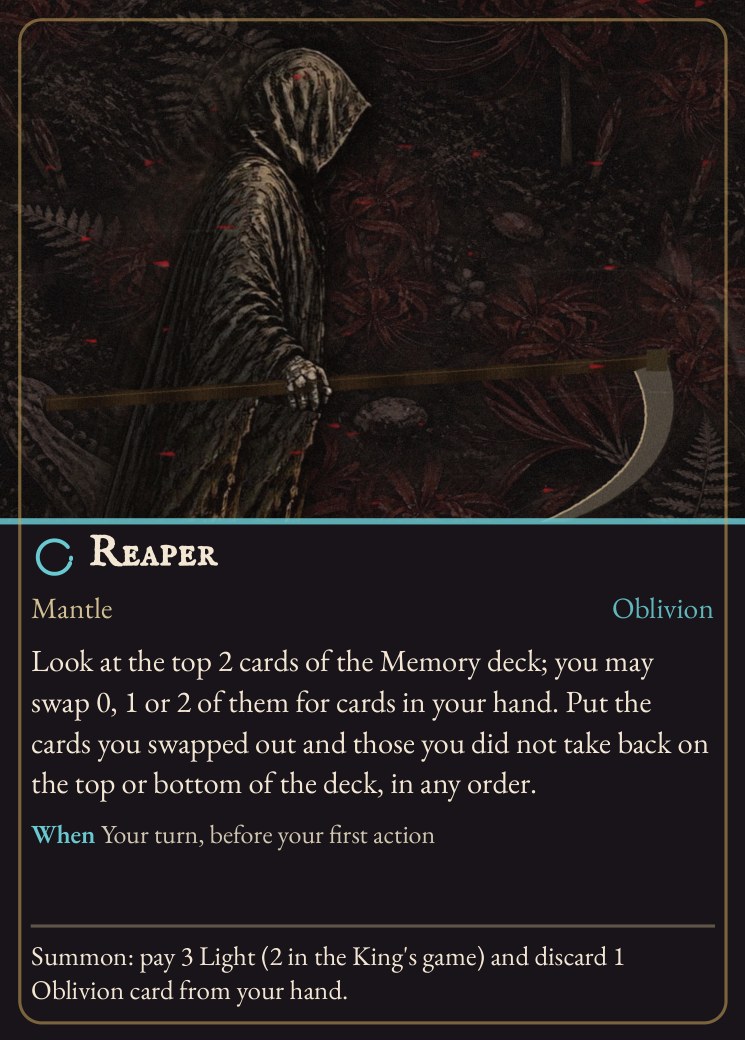 Reaper
Mantle
Oblivion
Look at the top 2 cards of the Memory deck; you may
swap 0, 1 or 2 of them for cards in your hand. Put the
cards you swapped out and those you did not take back on
the top or bottom of the deck, in any order.
When Your turn, before your first action
Summon: pay 3 Light (2 in the King's game) and discard 1
Oblivion card from your hand.